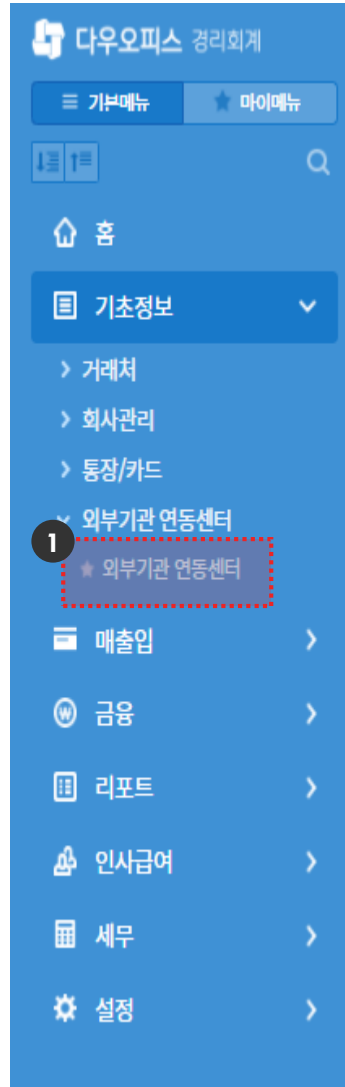 다우오피스 경리회계
기본메뉴 마이메뉴
홈
기초정보
거래처
회사관리
통장/카드
외부기관 연동센터
1
외부기관 연동센터
매출입
금융
리포트
인사급여
세무
설정